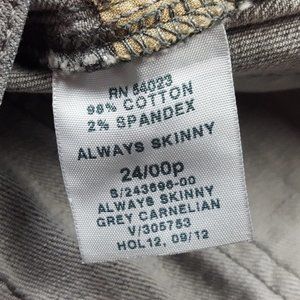 RN 54023
98% COTTON
2% SPANDEX
ALWAYS SKINNY
24/00p
S/243698-00
ALWAYS SKINNY
GREY CARNELIAN
V/305753
HOL12, 09/12